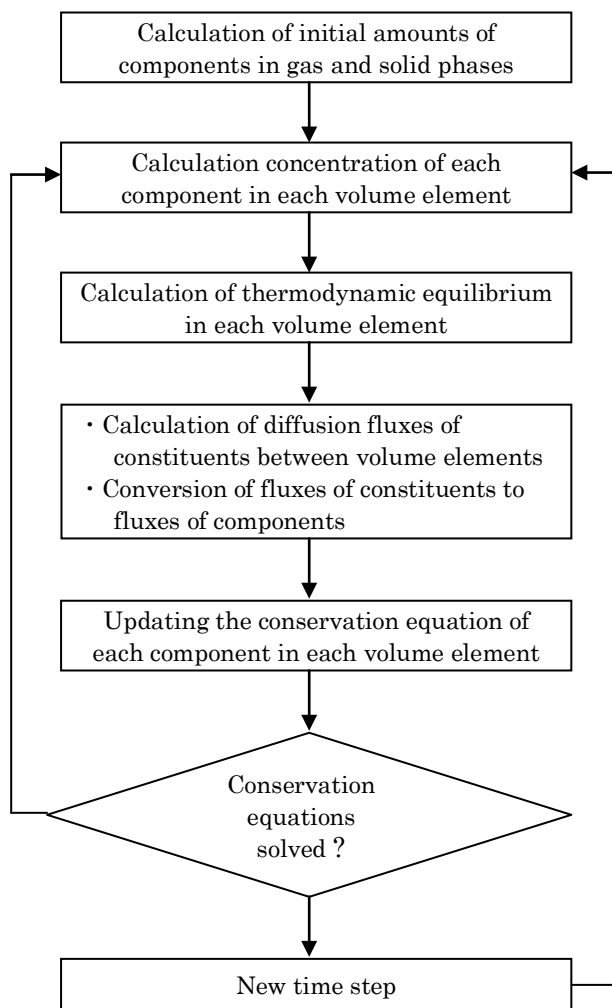 Calculation of initial amounts of
components in gas and solid phases
Calculation concentration of each
component in each volume element
Calculation of thermodynamic equilibrium
in each volume element
・Calculation of diffusion fluxes of
constituents between volume elements
・Conversion of fluxes of constituents to
fluxes of components
Updating the conservation equation of
each component in each volume element
Conservation
equations
solved ?
New time step